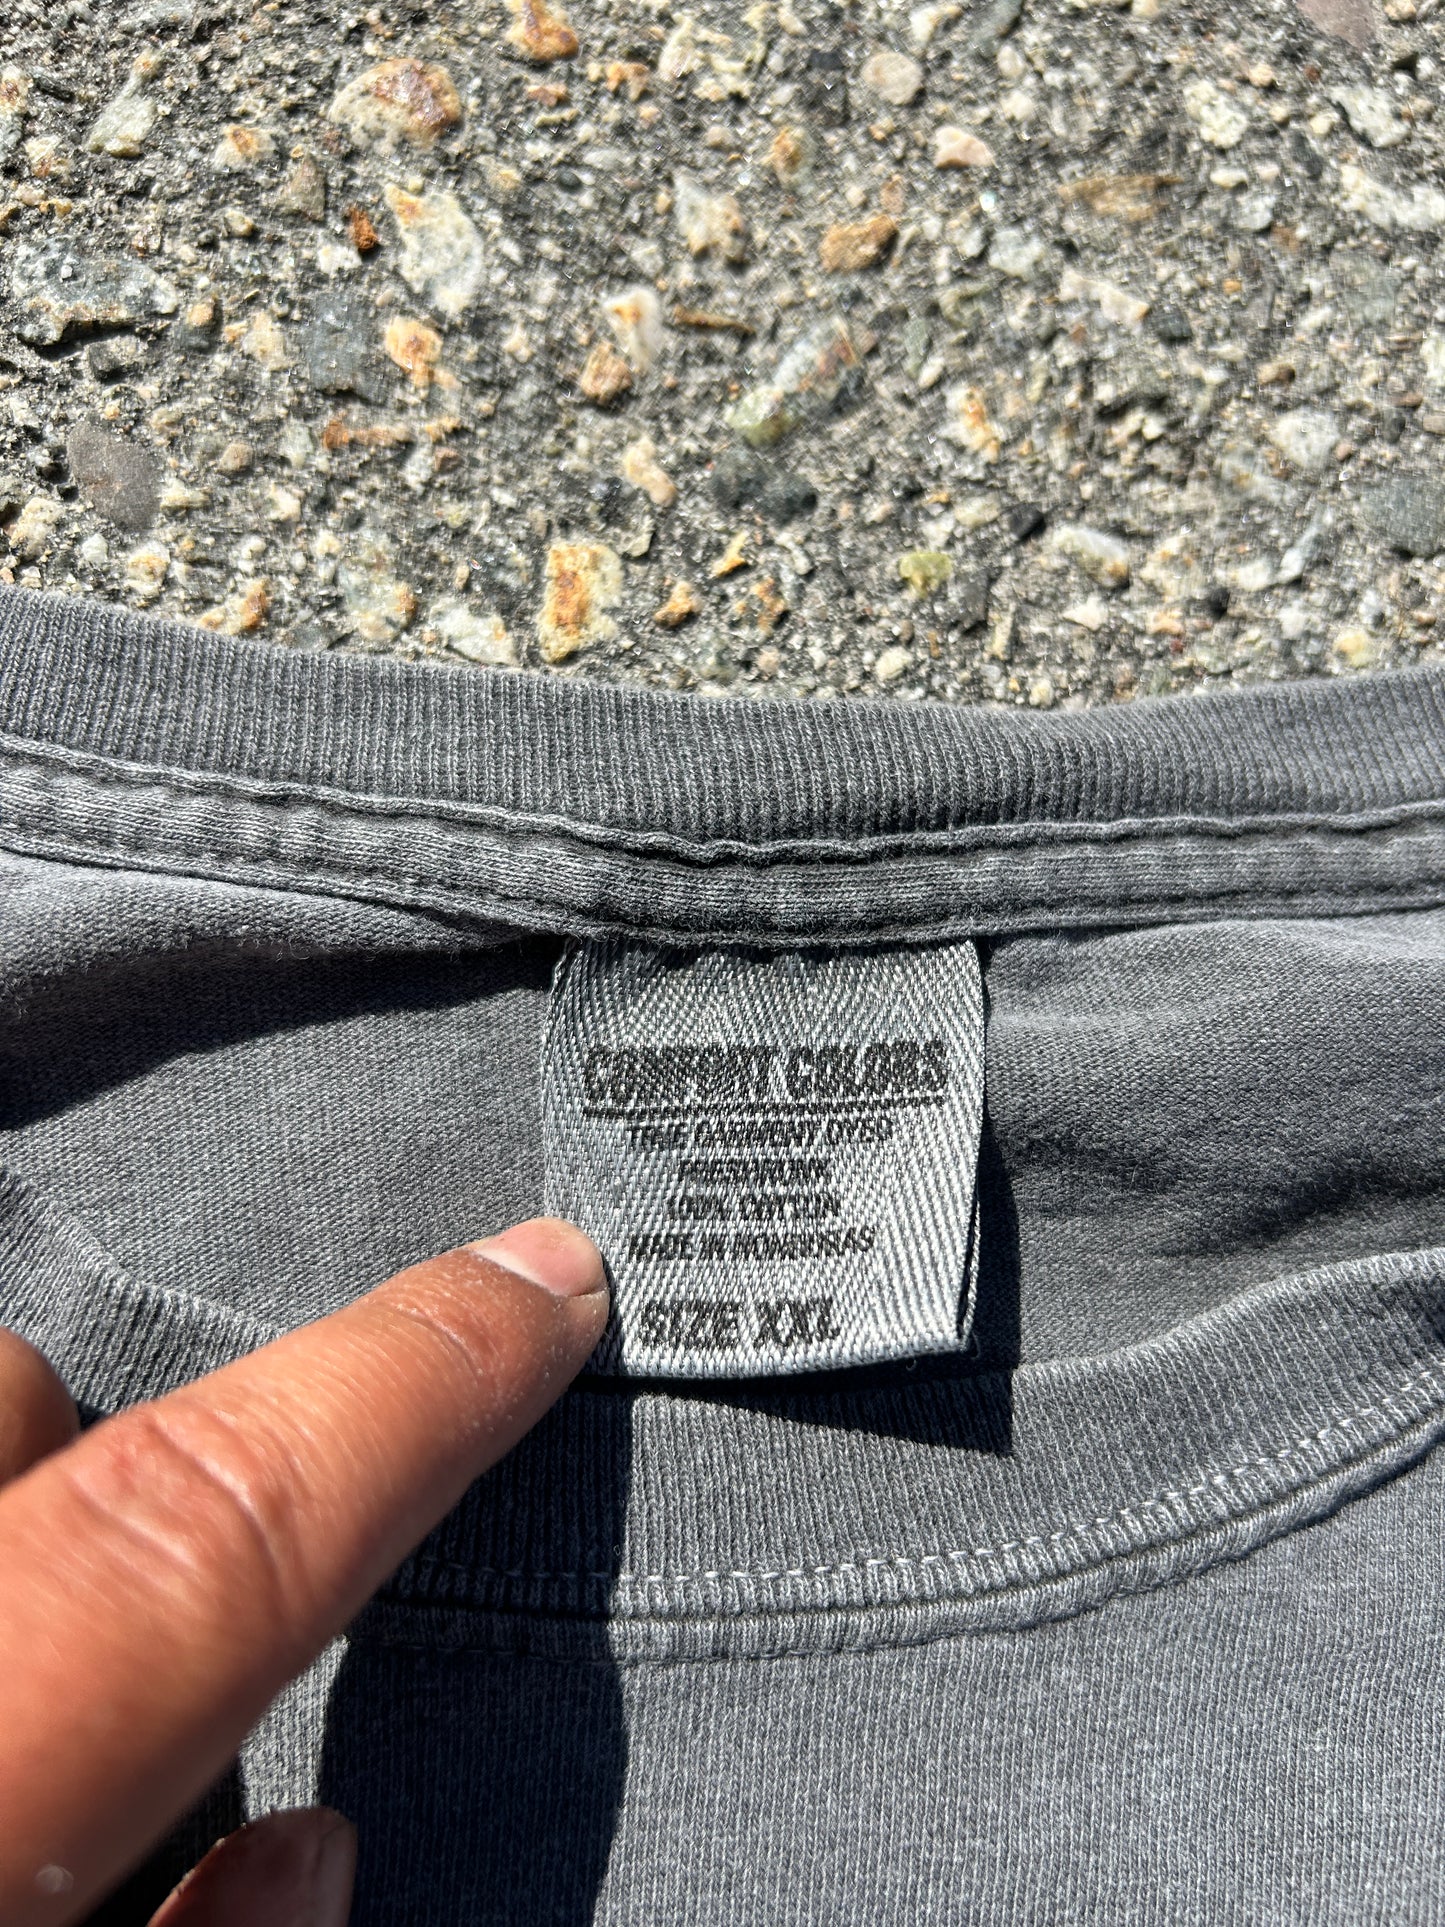 COMFORT COLORS
TRUE GARMENT DYED
PRESHRUNK
100% COTTON
MADE IN HONDURAS
SIZE XXL